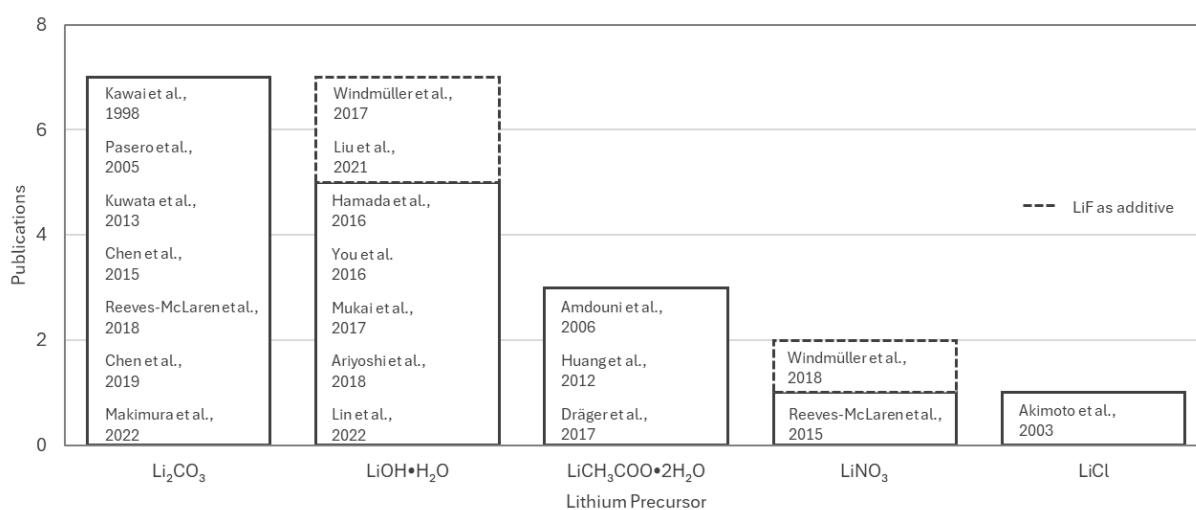 8
6
4
2
0
Publications
Kawai et al.,
1998
Pasero et al.,
2005
Kuwata et al.,
2013
Chen et al.,
2015
Reeves-McLaren et al.,
2018
Chen et al.,
2019
Makimura et al.,
2022
Windmüller et al.,
2017
Liu et al.,
2021
Hamada et al.,
2016
You et al.
2016
Mukai et al.,
2017
Ariyoshi et al.,
2018
Lin et al.,
2022
Amdouni et al.,
2006
Huang et al.,
2012
Dräger et al.,
2017
Windmüller et al.,
2018
Reeves-McLaren et al.,
2015
Akimoto et al.,
2003
LiF as additive
Li₂CO₃
LiOH•H₂O
LiCH₃COO•2H₂O
LiNO₃
LiCl
Lithium Precursor